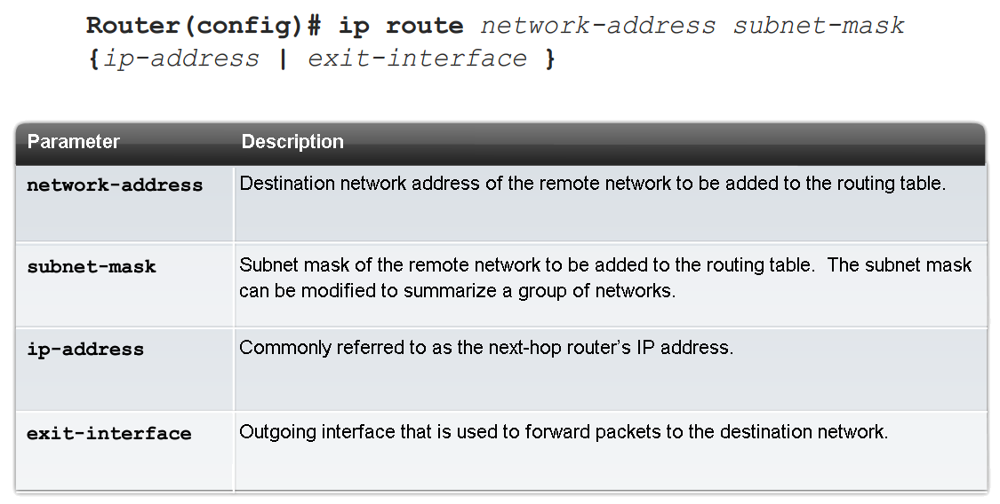 Router(config)# ip route network-address subnet-mask
{ip-address | exit-interface }
Parameter Description
network-address Destination network address of the remote network to be added to the routing table.
subnet-mask Subnet mask of the remote network to be added to the routing table.  The subnet mask
can be modified to summarize a group of networks.
ip-address Commonly referred to as the next-hop router’s IP address.
exit-interface Outgoing interface that is used to forward packets to the destination network.